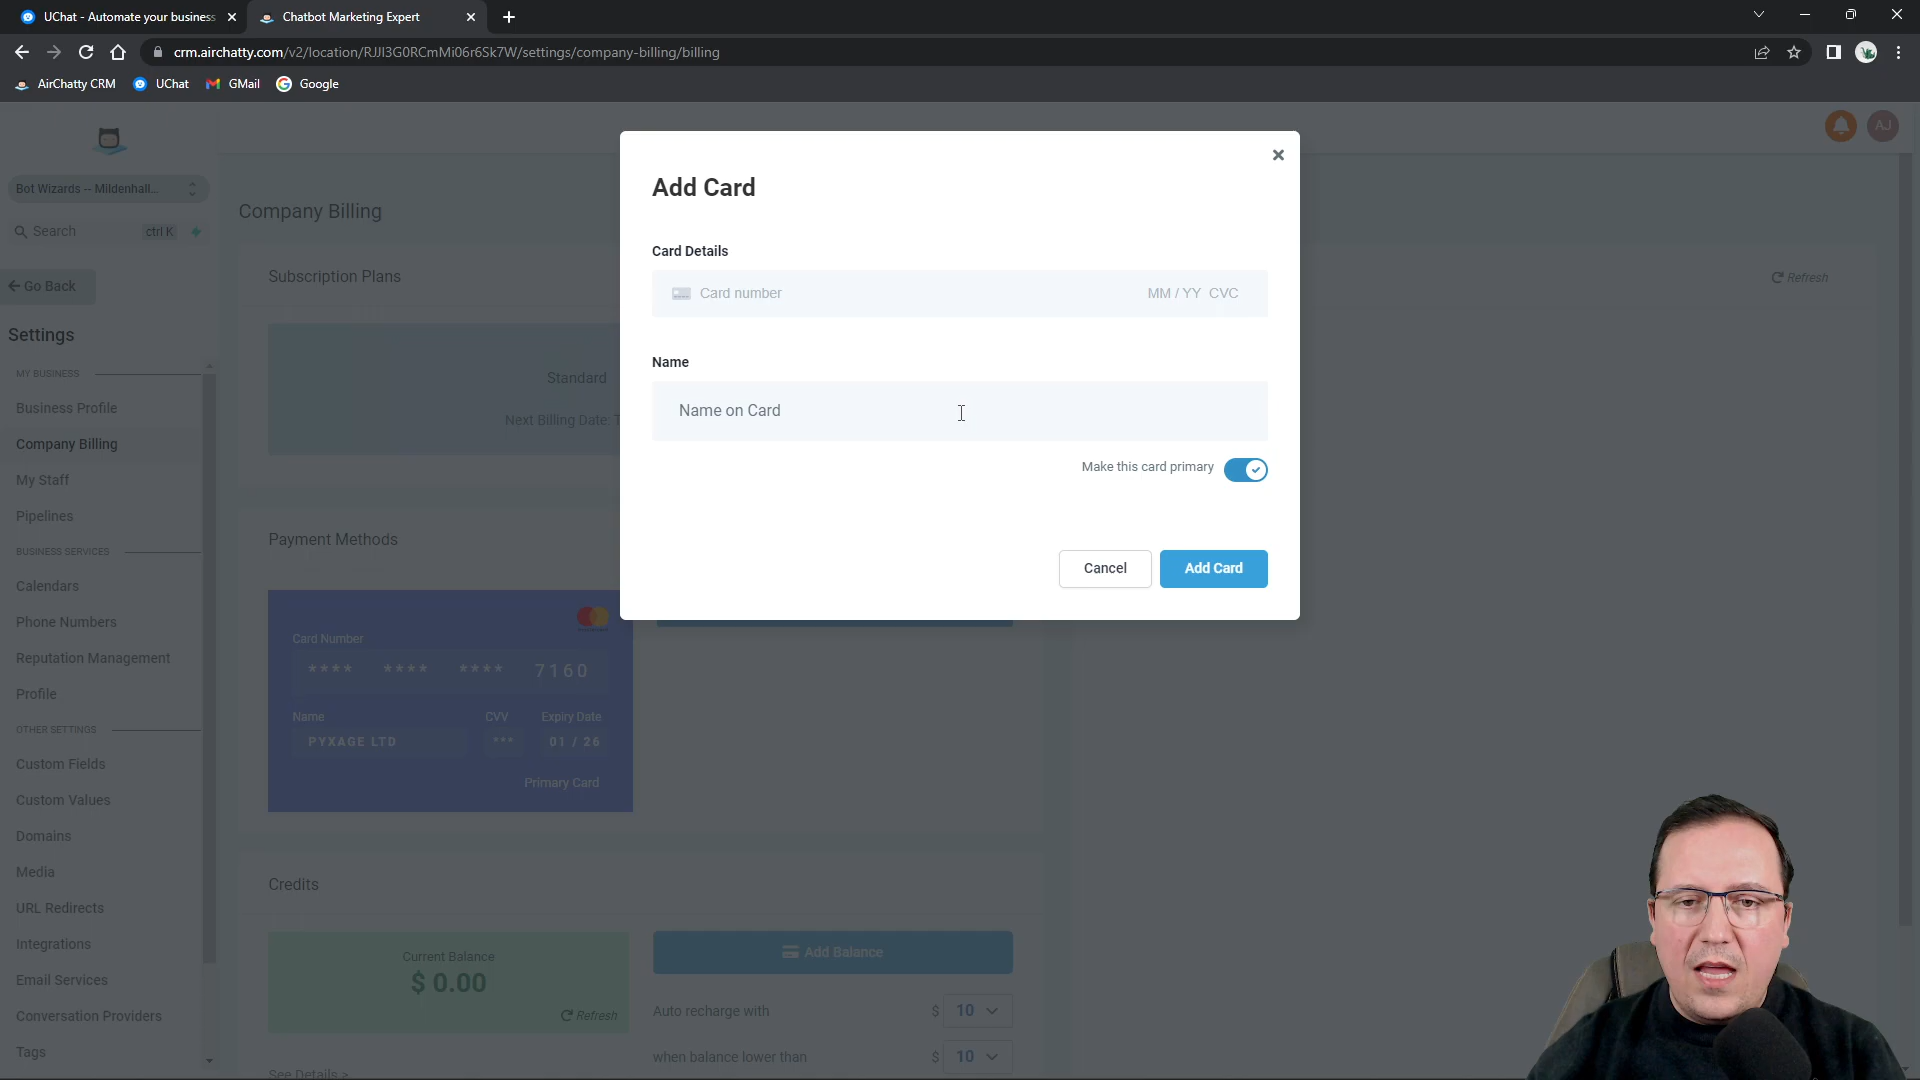 UChat - Automate your business
Chatbot Marketing Expert
crm.airchatty.com/v2/location/RJJI3G0RCmMi06r6Sk7W/settings/company-billing/billing
AirChatty CRM
UChat
GMail
Google
AJ
Bot Wizards -- Mildenhall...
Search
ctrl K
Go Back
Settings
MY BUSINESS
Business Profile
Company Billing
My Staff
Pipelines
BUSINESS SERVICES
Calendars
Phone Numbers
Reputation Management
Profile
OTHER SETTINGS
Custom Fields
Custom Values
Domains
Media
URL Redirects
Integrations
Email Services
Conversation Providers
Tags
Company Billing
Subscription Plans
Refresh
Standard
Next Billing Date: T
Add Card
Card Details
Card number
MM / YY CVC
Name
Name on Card
Make this card primary
Cancel
Add Card
Payment Methods
Card Number
**** **** **** 7160
Name CVV Expiry Date
PYXAGE LTD *** 01 / 26
Primary Card
Credits
Current Balance
$ 0.00
Refresh
See Details >
Add Balance
Auto recharge with $ 10
when balance lower than $ 10